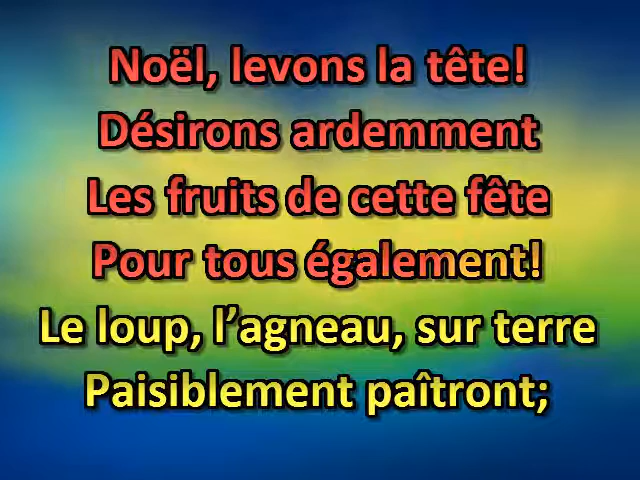 Noël, levons la tête!
Désirons ardemment
Les fruits de cette fête
Pour tous également!
Le loup, l’agneau, sur terre
Paisiblement paîtront;